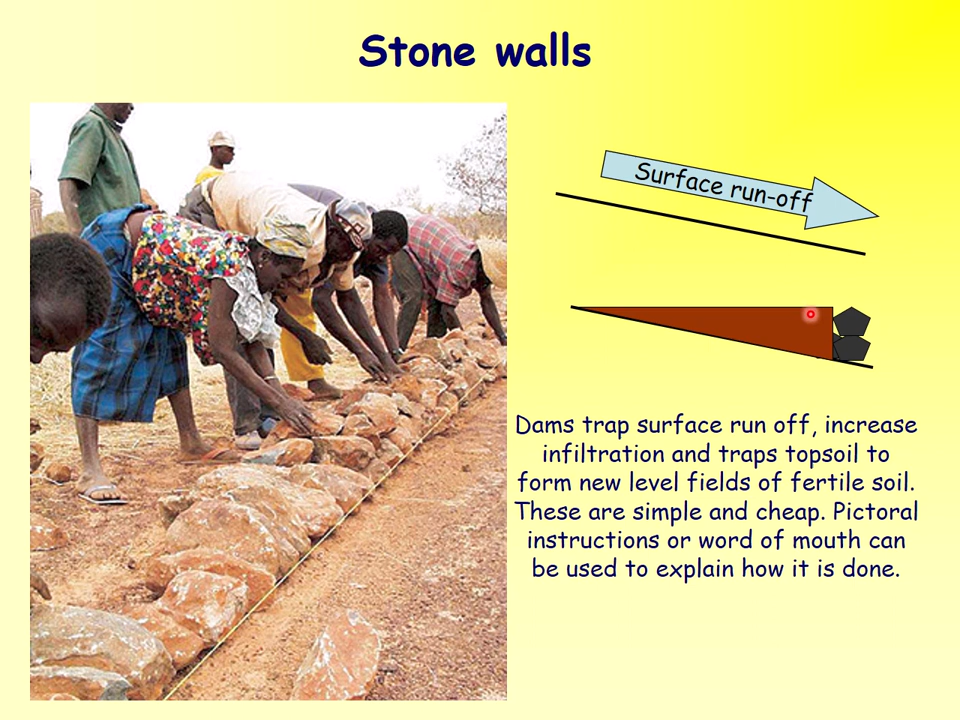 Stone walls
Surface run-off
Dams trap surface run off, increase
infiltration and traps topsoil to
form new level fields of fertile soil.
These are simple and cheap. Pictoral
instructions or word of mouth can
be used to explain how it is done.